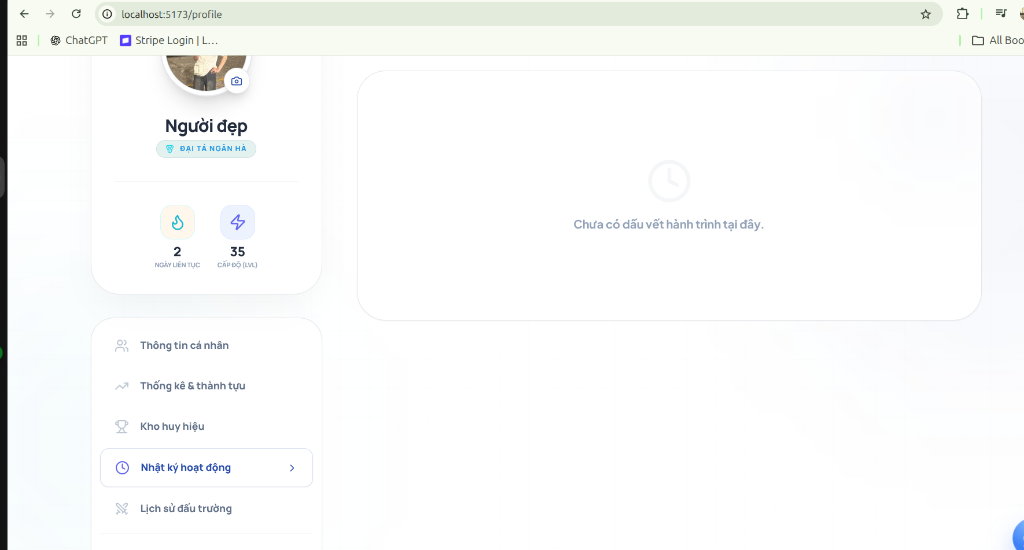 localhost:5173/profile
ChatGPT
Stripe Login | L...
All Boo
Người đẹp
ĐẠI TÁ NGÂN HÀ
2
35
NGÀY LIÊN TỤC
CẤP ĐỘ (LVL)
Chưa có dấu vết hành trình tại đây.
Thông tin cá nhân
Thống kê & thành tựu
Kho huy hiệu
Nhật ký hoạt động
Lịch sử đấu trường